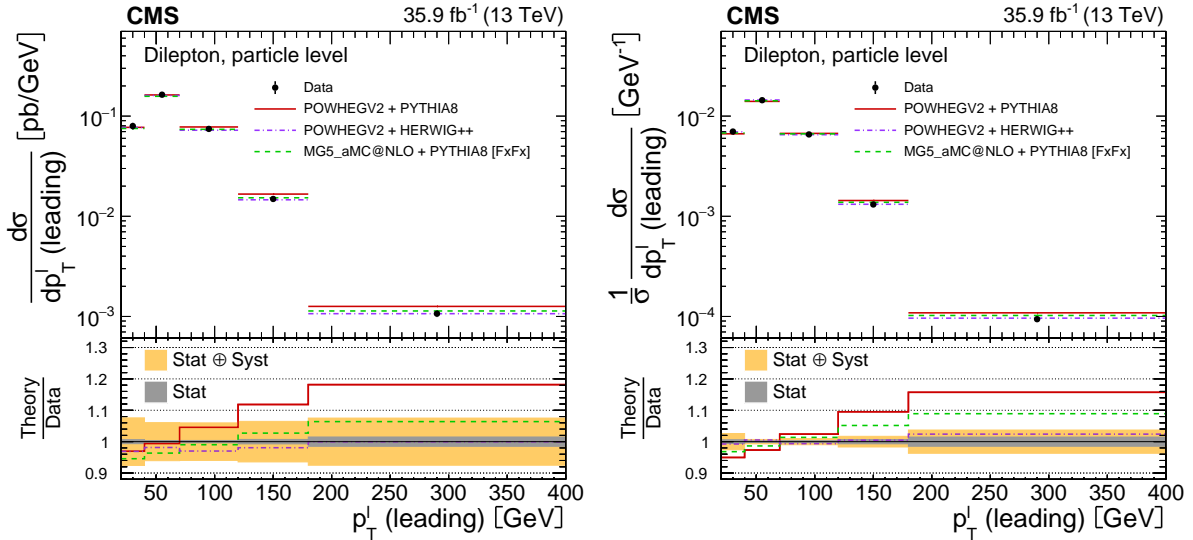 CMS 35.9 fb⁻¹ (13 TeV)
Dilepton, particle level
Data
POWHEGV2 + PYTHIA8
POWHEGV2 + HERWIG++
MG5_aMC@NLO + PYTHIA8 [FxFx]
dσ / dp_T^l (leading) [pb/GeV]
10⁻¹
10⁻²
10⁻³
Stat ⊕ Syst
Stat
Theory
Data
1.3
1.2
1.1
1
0.9
50 100 150 200 250 300 350 400
p_T^l (leading) [GeV]
CMS 35.9 fb⁻¹ (13 TeV)
Dilepton, particle level
Data
POWHEGV2 + PYTHIA8
POWHEGV2 + HERWIG++
MG5_aMC@NLO + PYTHIA8 [FxFx]
1/σ dσ / dp_T^l (leading) [GeV⁻¹]
10⁻²
10⁻³
10⁻⁴
Stat ⊕ Syst
Stat
Theory
Data
1.3
1.2
1.1
1
0.9
50 100 150 200 250 300 350 400
p_T^l (leading) [GeV]